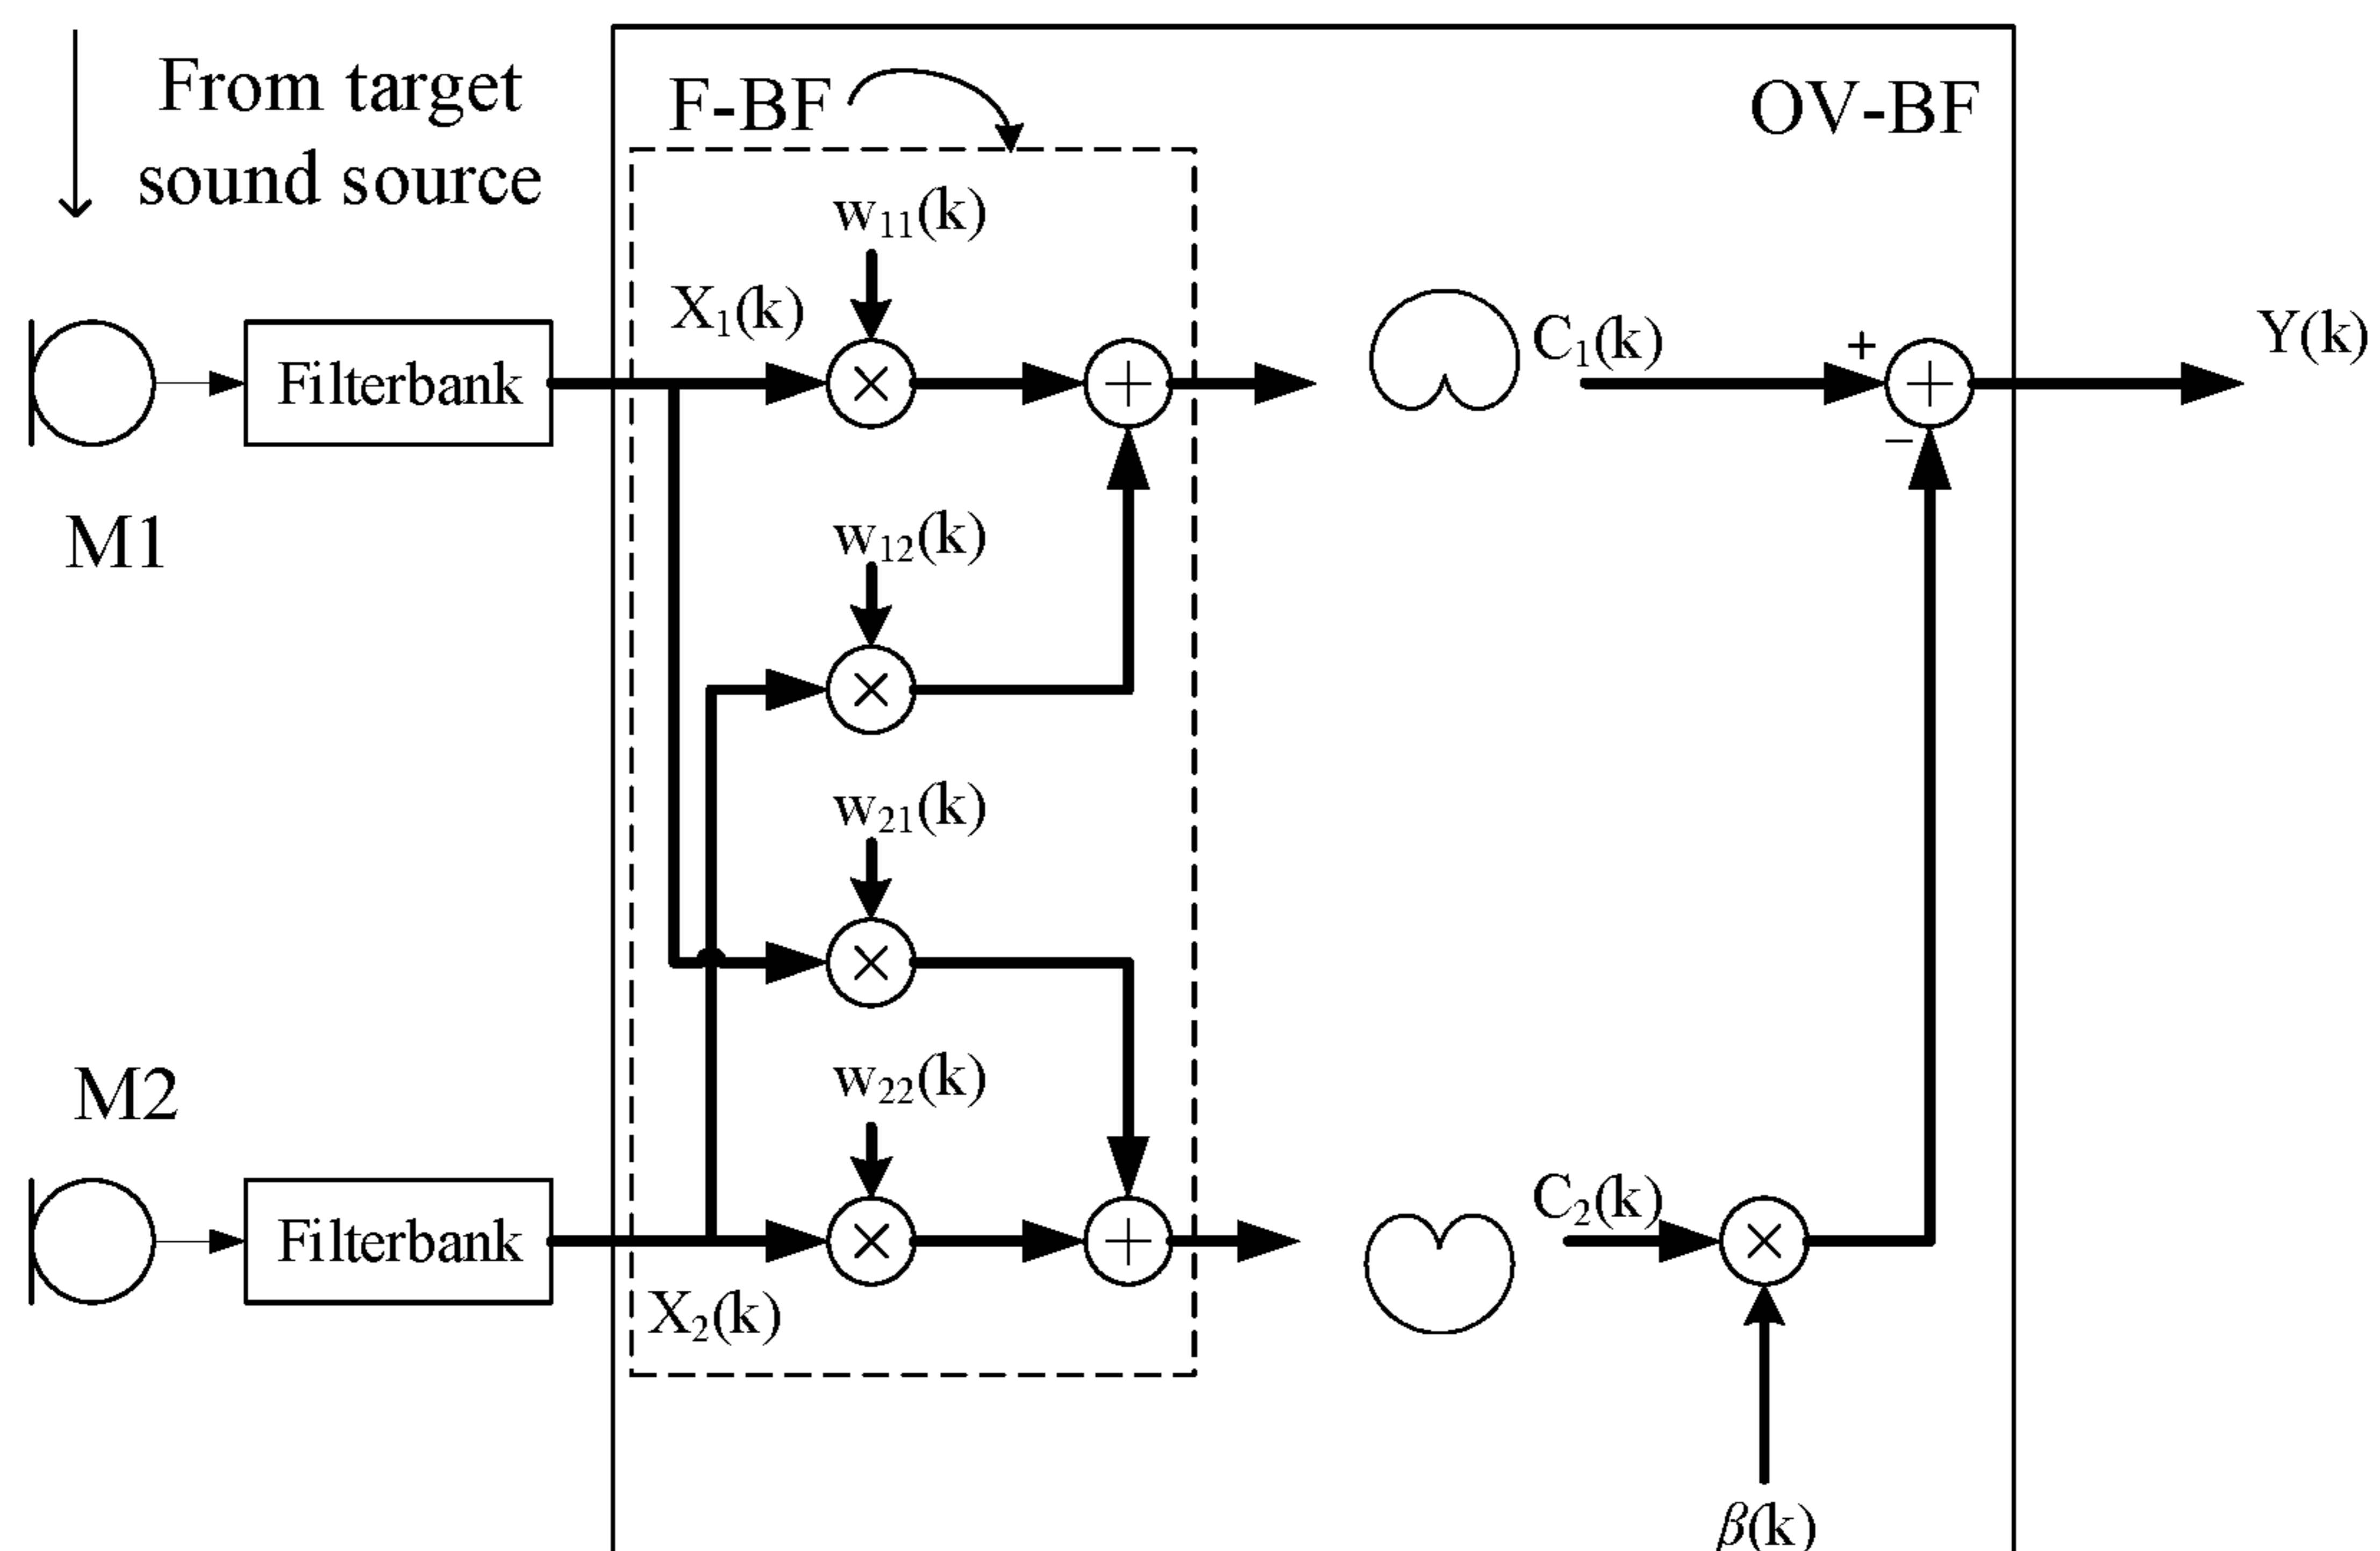 From target
sound source
F-BF
OV-BF
w₁₁(k)
X₁(k)
C₁(k)
+
Y(k)
Filterbank
×
+
+
−
M1
w₁₂(k)
×
w₂₁(k)
×
M2
w₂₂(k)
C₂(k)
Filterbank
×
+
×
X₂(k)
β(k)